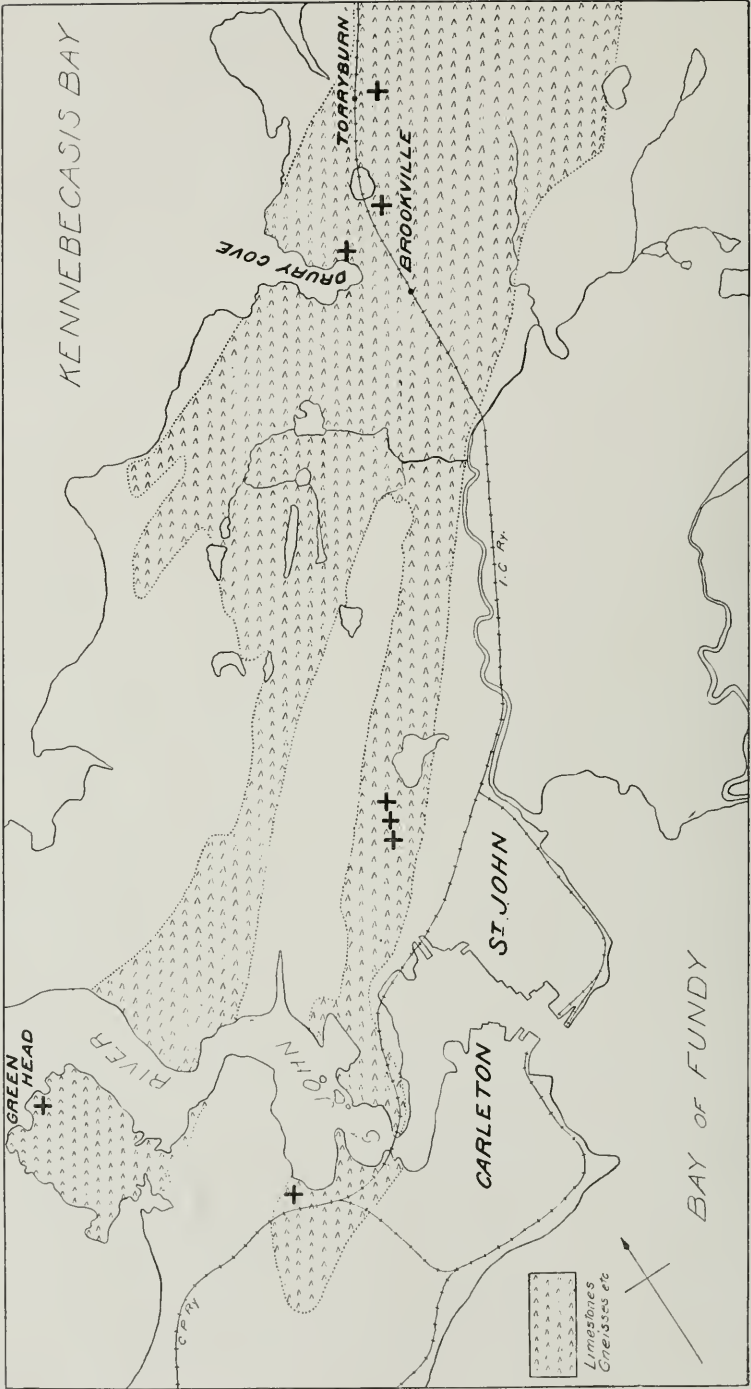 KENNEBECASIS BAY
TORRYBURN
BROOKVILLE
DRURY COVE
I.C Ry.
ST. JOHN
GREEN
HEAD
RIVER
ST. JOHN
CARLETON
C P Ry
BAY OF FUNDY
Limestones
Gneisses etc